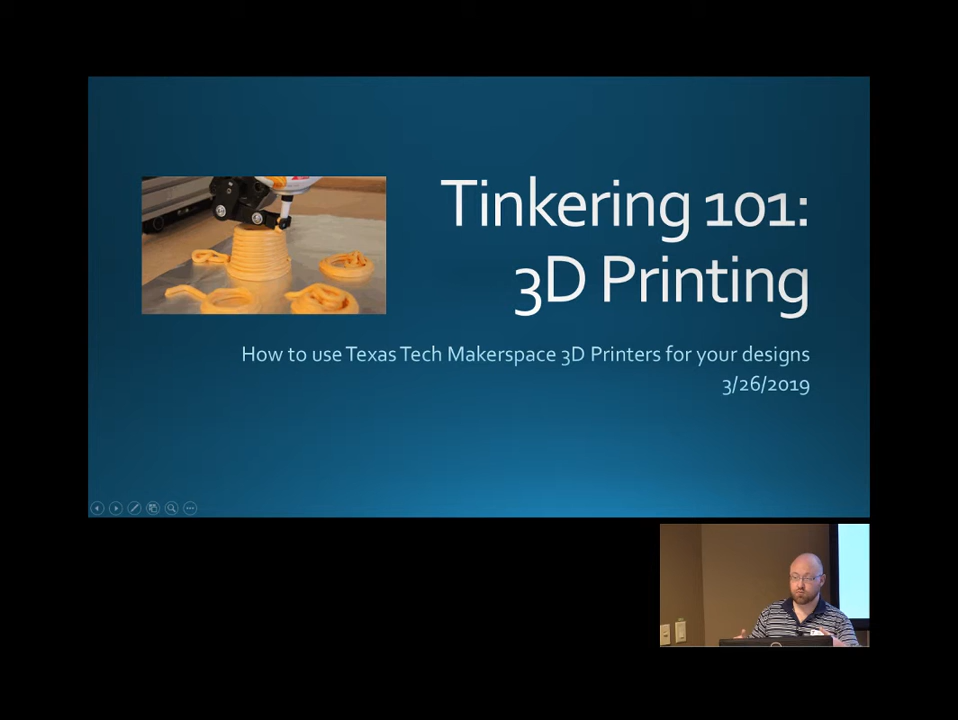 Tinkering 101:
3D Printing
How to use Texas Tech Makerspace 3D Printers for your designs
3/26/2019